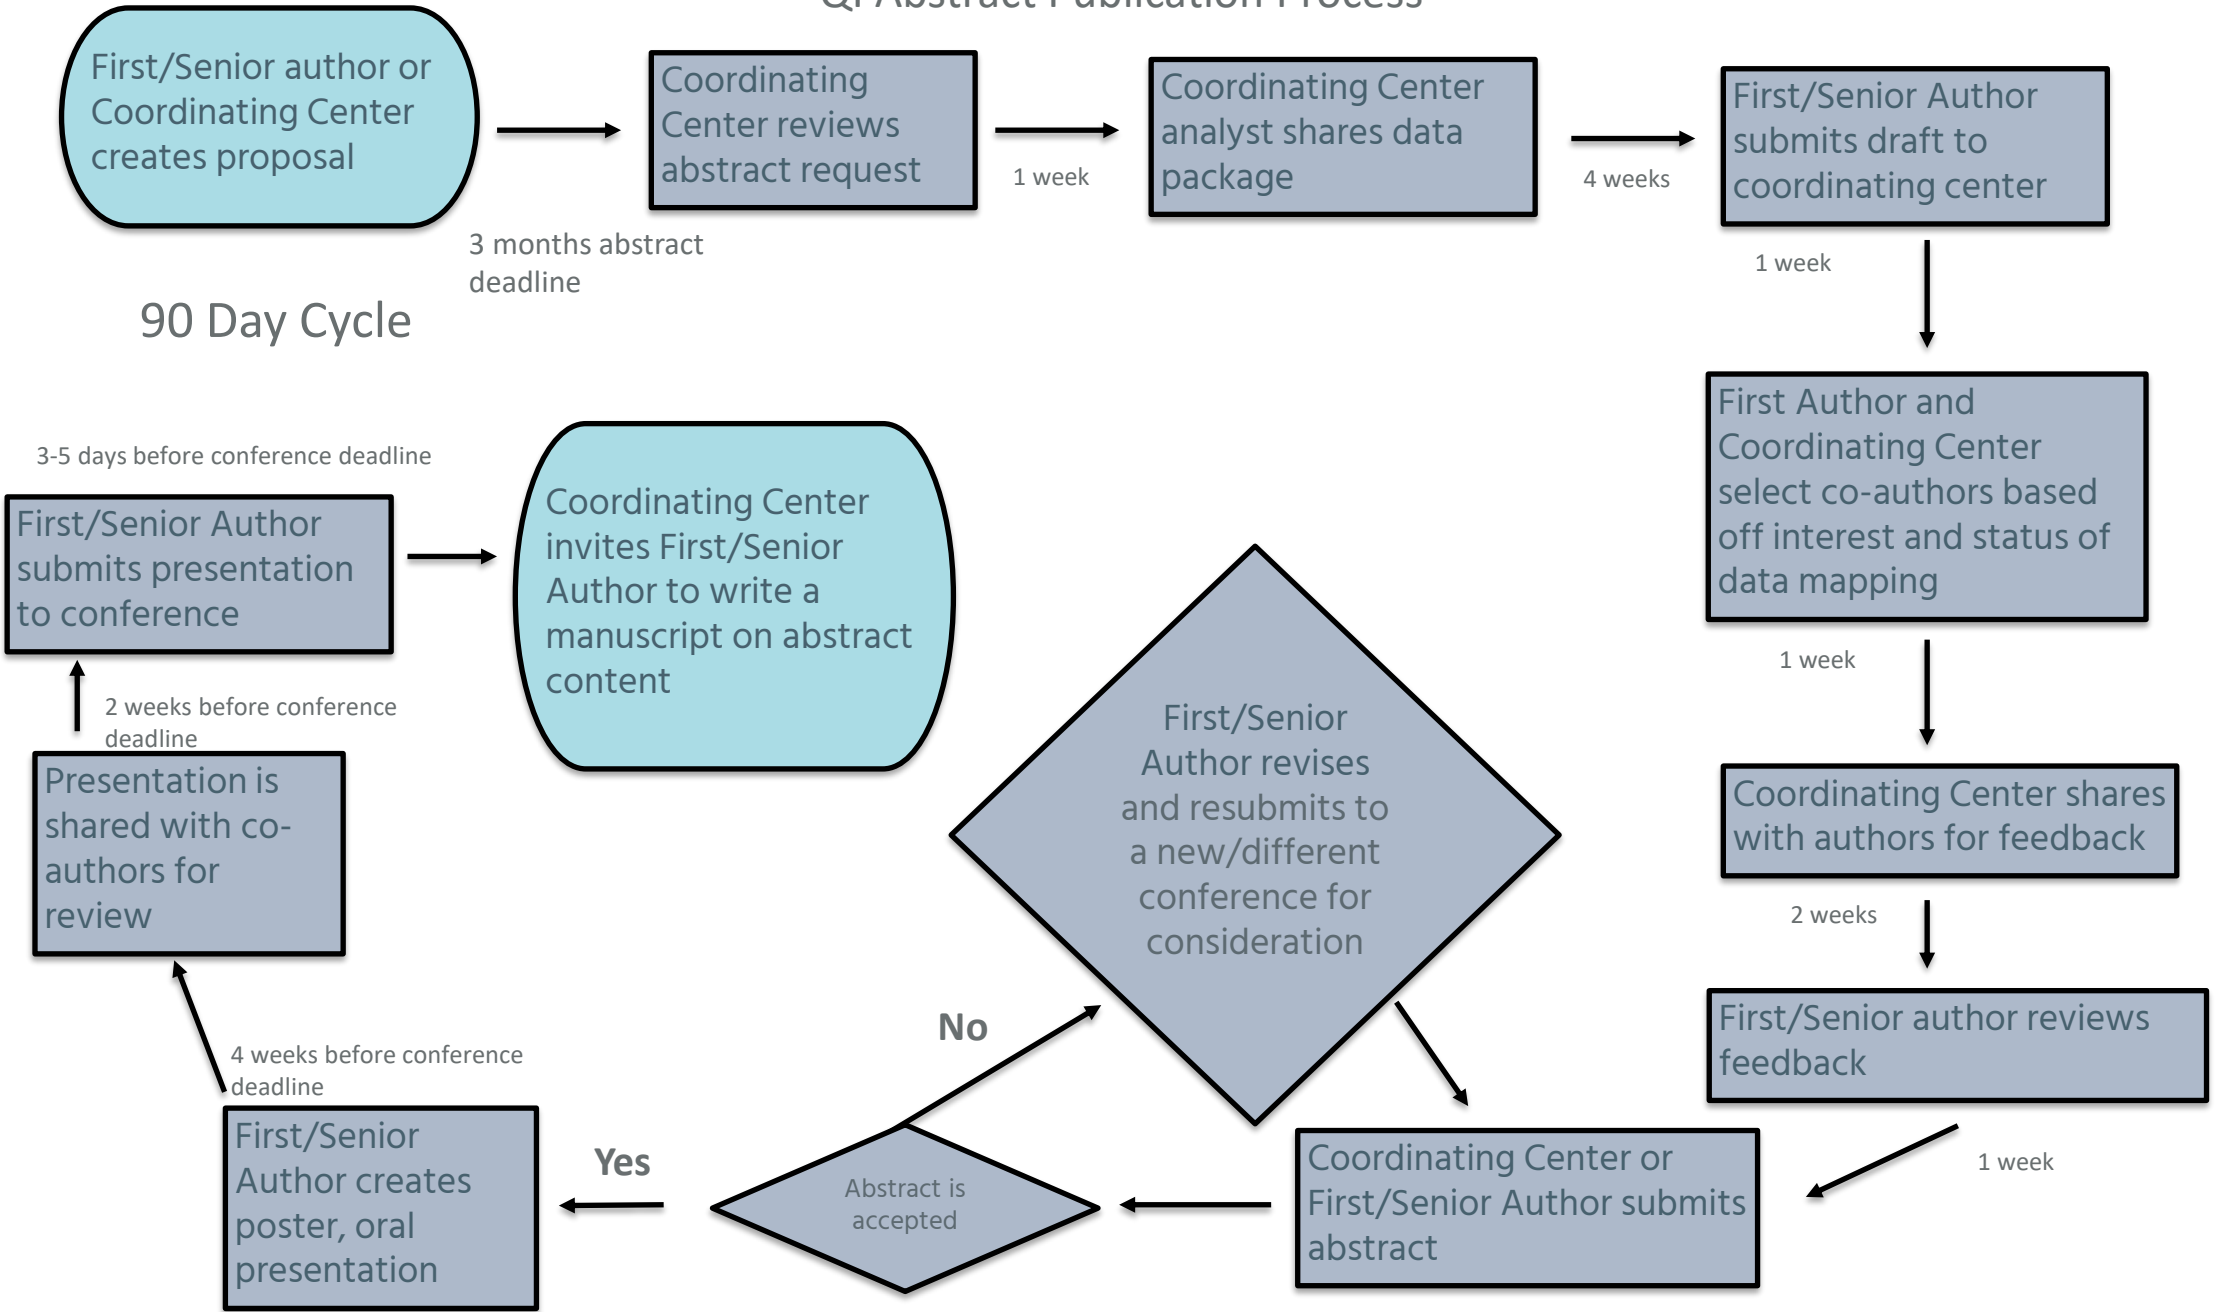 QI Abstract Publication Process
First/Senior author or
Coordinating Center
creates proposal
Coordinating
Center reviews
abstract request
1 week
Coordinating Center
analyst shares data
package
4 weeks
First/Senior Author
submits draft to
coordinating center
3 months abstract
deadline
1 week
90 Day Cycle
First Author and
Coordinating Center
select co-authors based
off interest and status of
data mapping
1 week
Coordinating Center shares
with authors for feedback
2 weeks
First/Senior author reviews
feedback
1 week
Coordinating Center or
First/Senior Author submits
abstract
Abstract is
accepted
No
First/Senior
Author revises
and resubmits to
a new/different
conference for
consideration
Yes
First/Senior
Author creates
poster, oral
presentation
4 weeks before conference
deadline
Presentation is
shared with co-
authors for
review
2 weeks before conference
deadline
First/Senior Author
submits presentation
to conference
3-5 days before conference deadline
Coordinating Center
invites First/Senior
Author to write a
manuscript on abstract
content